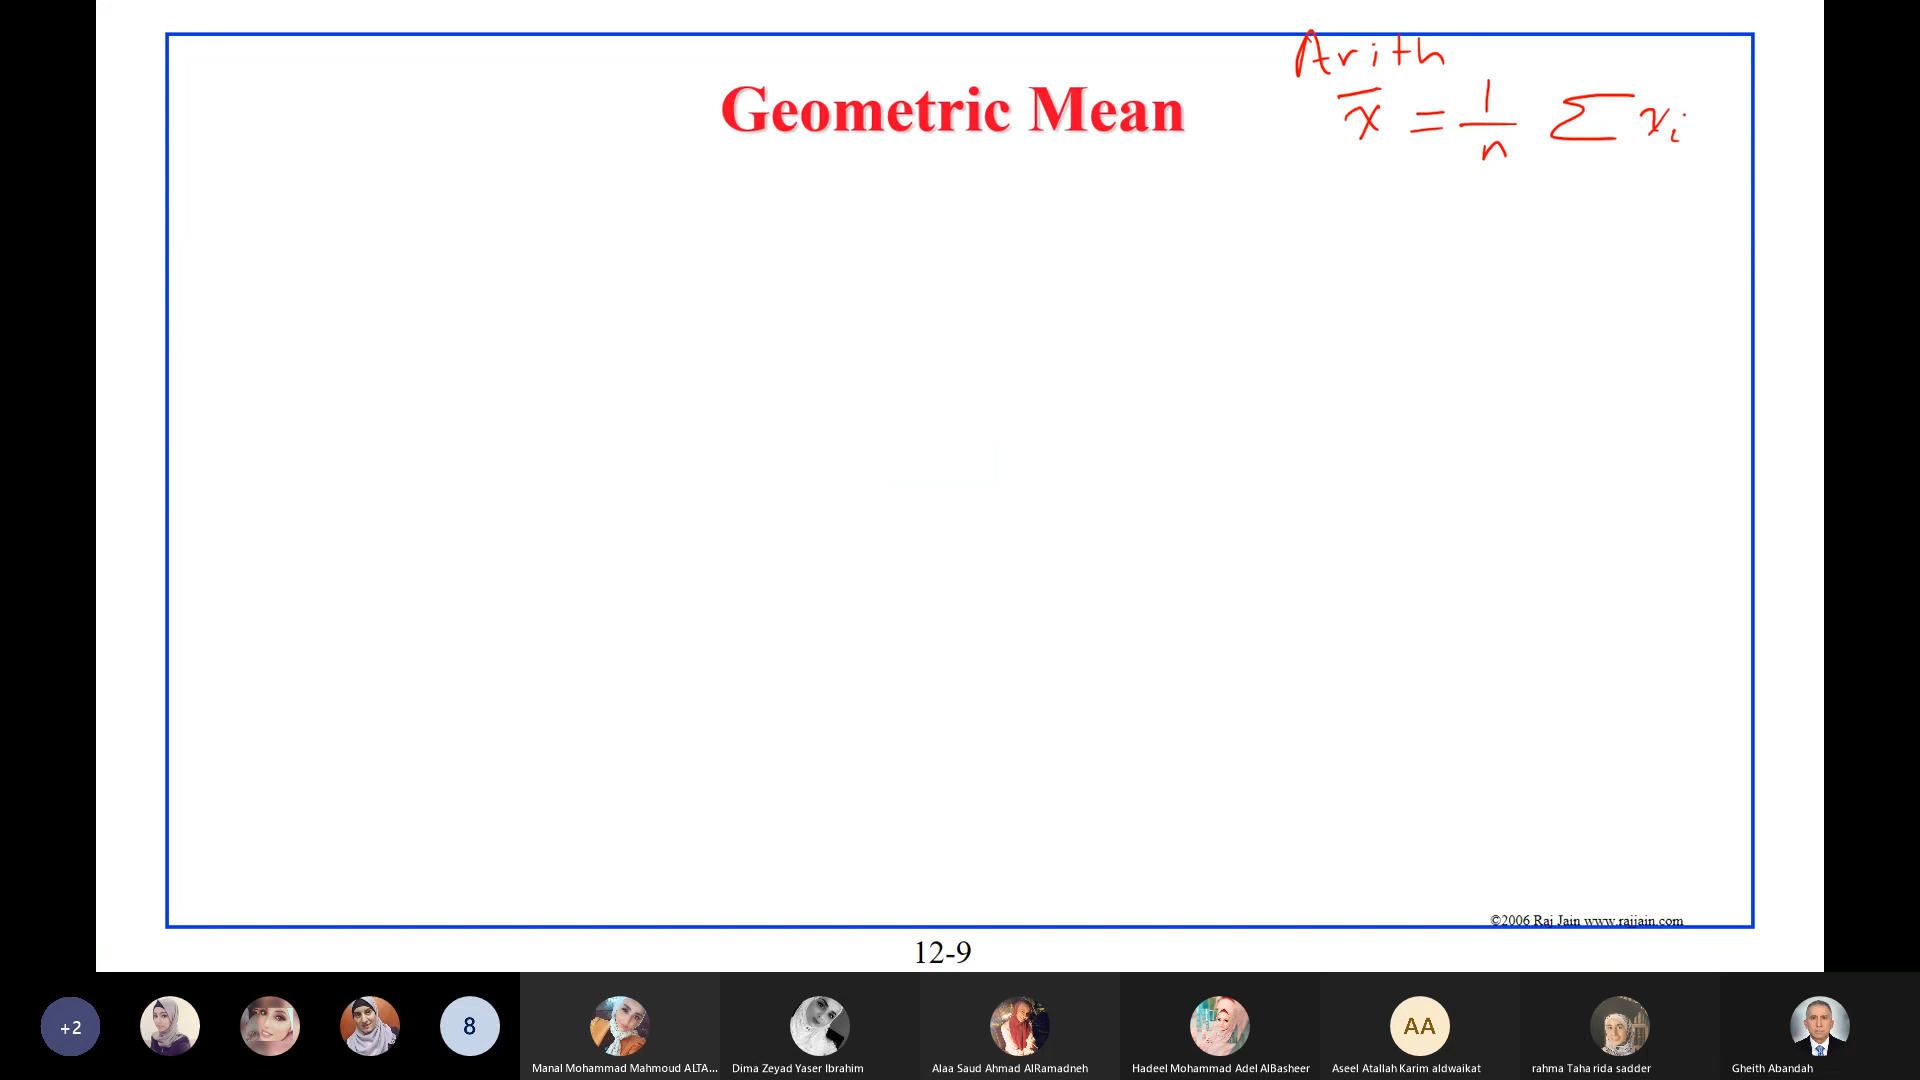 Arith
Geometric Mean
x̄ = 1/n Σ xᵢ
©2006 Raj Jain www.rajjain.com
12-9
+2
8
AA
Manal Mohammad Mahmoud ALTA...
Dima Zeyad Yaser Ibrahim
Alaa Saud Ahmad AlRamadneh
Hadeel Mohammad Adel AlBasheer
Aseel Atallah Karim aldwaikat
rahma Taha rida sadder
Gheith Abandah